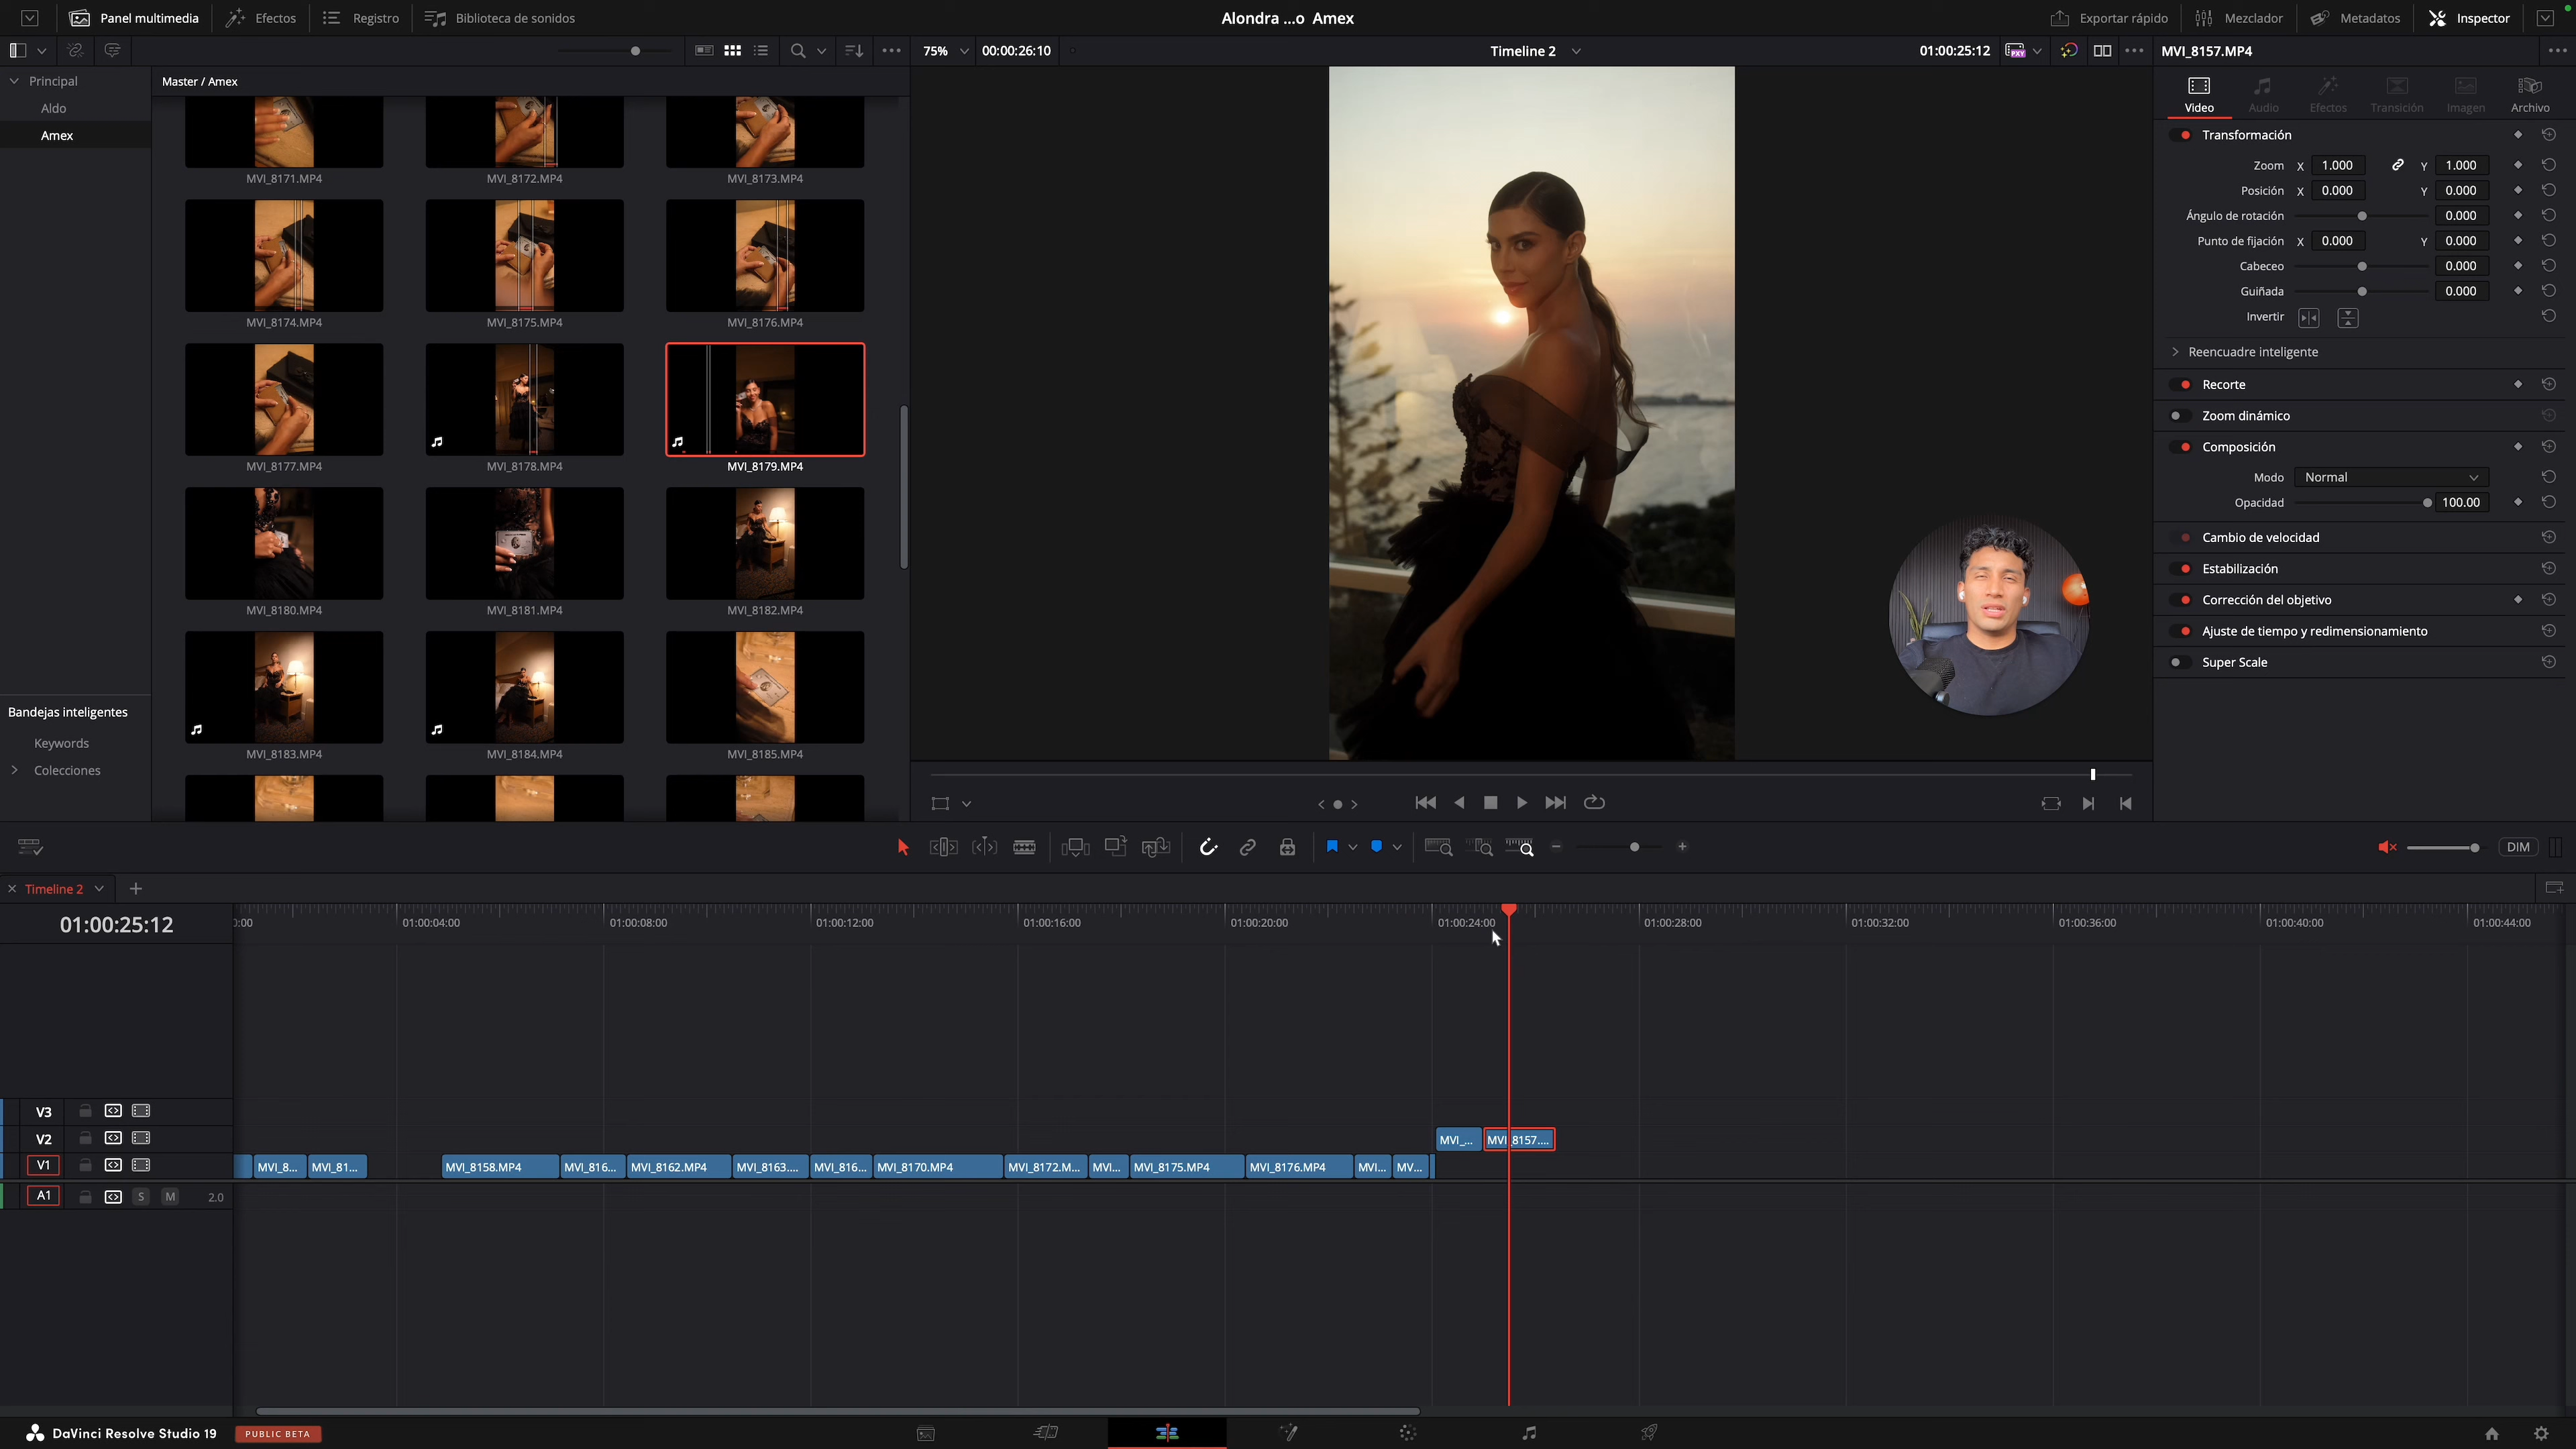 Panel multimedia
Efectos
Registro
Biblioteca de sonidos
Alondra ...o Amex
Exportar rápido
Mezclador
Metadatos
Inspector
75%
00:00:26:10
Timeline 2
01:00:25:12
MVI_8157.MP4
Principal
Aldo
Amex
Master / Amex
MVI_8171.MP4
MVI_8172.MP4
MVI_8173.MP4
MVI_8174.MP4
MVI_8175.MP4
MVI_8176.MP4
MVI_8177.MP4
MVI_8178.MP4
MVI_8179.MP4
MVI_8180.MP4
MVI_8181.MP4
MVI_8182.MP4
MVI_8183.MP4
MVI_8184.MP4
MVI_8185.MP4
Bandejas inteligentes
Keywords
Colecciones
Video
Audio
Efectos
Transición
Imagen
Archivo
Transformación
Zoom X 1.000 Y 1.000
Posición X 0.000 Y 0.000
Ángulo de rotación 0.000
Punto de fijación X 0.000 Y 0.000
Cabeceo 0.000
Guiñada 0.000
Invertir
Reencuadre inteligente
Recorte
Zoom dinámico
Composición
Modo Normal
Opacidad 100.00
Cambio de velocidad
Estabilización
Corrección del objetivo
Ajuste de tiempo y redimensionamiento
Super Scale
DIM
Timeline 2
01:00:25:12
0:00
01:00:04:00
01:00:08:00
01:00:12:00
01:00:16:00
01:00:20:00
01:00:24:00
01:00:28:00
01:00:32:00
01:00:36:00
01:00:40:00
01:00:44:00
V3
V2
MVI_...
MVI_8157....
V1
MVI_8...
MVI_81...
MVI_8158.MP4
MVI_816...
MVI_8162.MP4
MVI_8163....
MVI_816...
MVI_8170.MP4
MVI_8172.M...
MVI...
MVI_8175.MP4
MVI_8176.MP4
MVI...
MV...
A1
S
M
2.0
DaVinci Resolve Studio 19
PUBLIC BETA